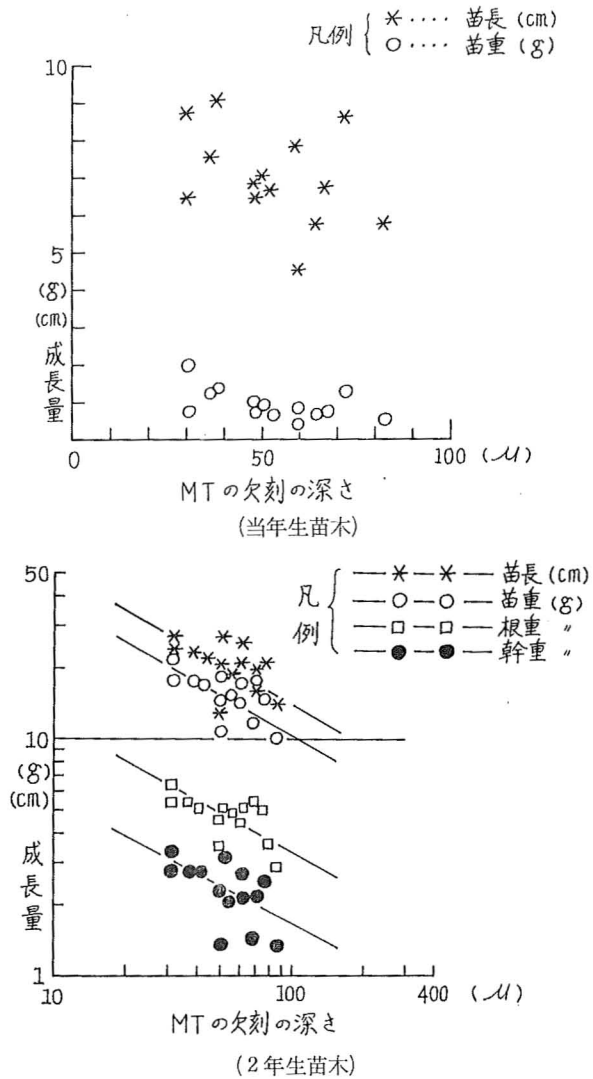 凡例 { ＊‥‥ 苗長 (cm)
○‥‥ 苗重 (g)
10
5
(g)
(cm)
成長量
0 50 100 (μ)
MTの欠刻の深さ
(当年生苗木)
50
凡例 { ―＊―＊― 苗長(cm)
―○―○― 苗重(g)
―□―□― 根重 〃
―●―●― 幹重 〃
10
(g)
(cm)
成長量
1
10 100 400 (μ)
MTの欠刻の深さ
(2年生苗木)